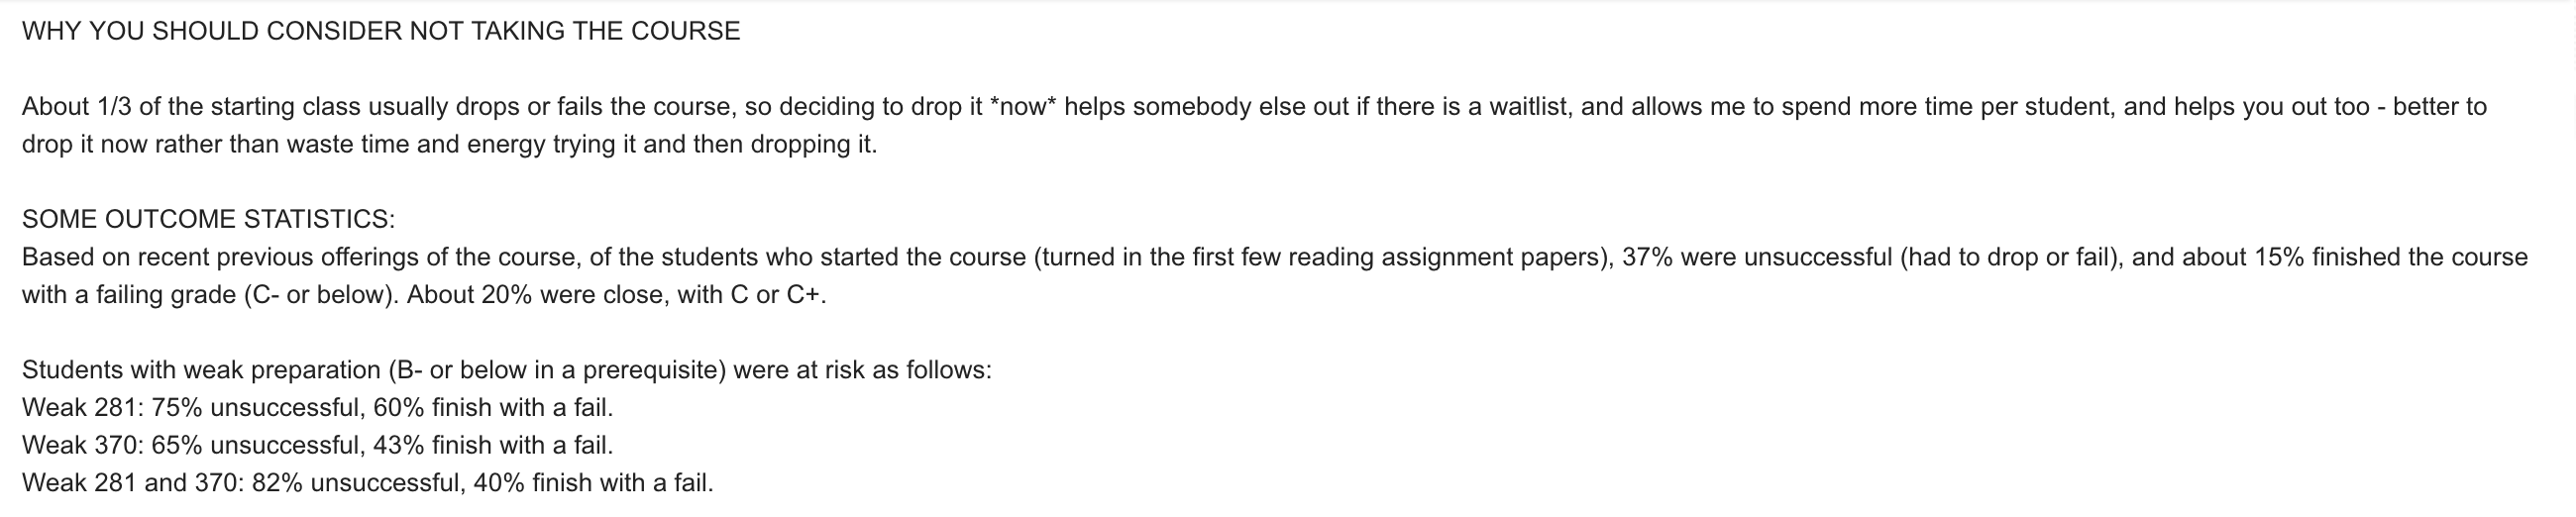 WHY YOU SHOULD CONSIDER NOT TAKING THE COURSE
About 1/3 of the starting class usually drops or fails the course, so deciding to drop it *now* helps somebody else out if there is a waitlist, and allows me to spend more time per student, and helps you out too - better to
drop it now rather than waste time and energy trying it and then dropping it.
SOME OUTCOME STATISTICS:
Based on recent previous offerings of the course, of the students who started the course (turned in the first few reading assignment papers), 37% were unsuccessful (had to drop or fail), and about 15% finished the course
with a failing grade (C- or below). About 20% were close, with C or C+.
Students with weak preparation (B- or below in a prerequisite) were at risk as follows:
Weak 281: 75% unsuccessful, 60% finish with a fail.
Weak 370: 65% unsuccessful, 43% finish with a fail.
Weak 281 and 370: 82% unsuccessful, 40% finish with a fail.